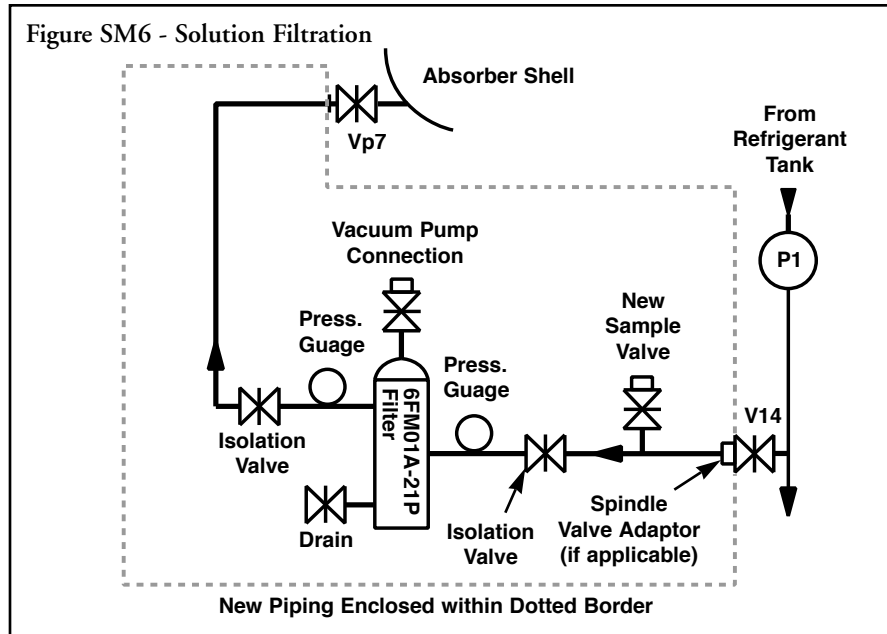 Figure SM6 - Solution Filtration
Absorber Shell
Vp7
From
Refrigerant
Tank
P1
Vacuum Pump
Connection
New
Sample
Valve
Press.
Guage
Press.
Guage
V14
6FM01A-21P
Filter
Isolation
Valve
Drain
Isolation
Valve
Spindle
Valve Adaptor
(if applicable)
New Piping Enclosed within Dotted Border